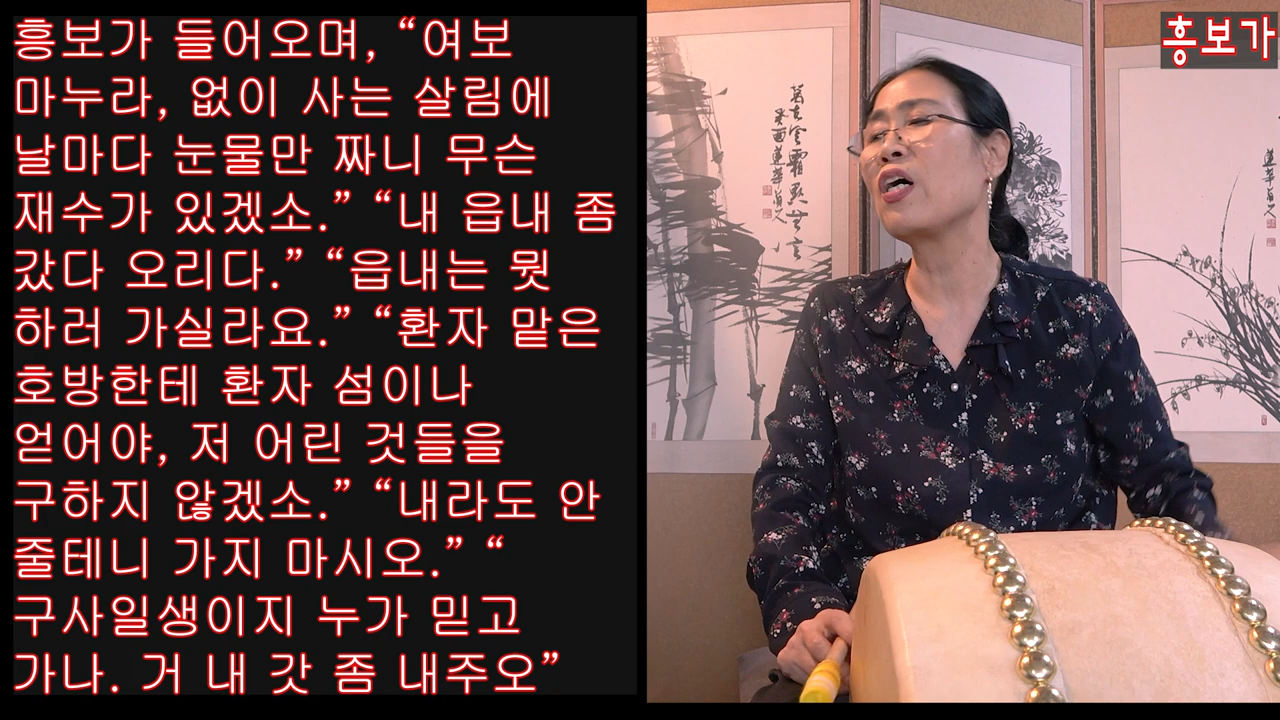 흥보가 들어오며, “여보
마누라, 없이 사는 살림에
날마다 눈물만 짜니 무슨
재수가 있겠소.” “내 읍내 좀
갔다 오리다.” “읍내는 뭣
하러 가실라요.” “환자 맡은
호방한테 환자 섬이나
얻어야, 저 어린 것들을
구하지 않겠소.” “내라도 안
줄테니 가지 마시오.” “
구사일생이지 누가 믿고
가나. 거 내 갓 좀 내주오”
흥보가